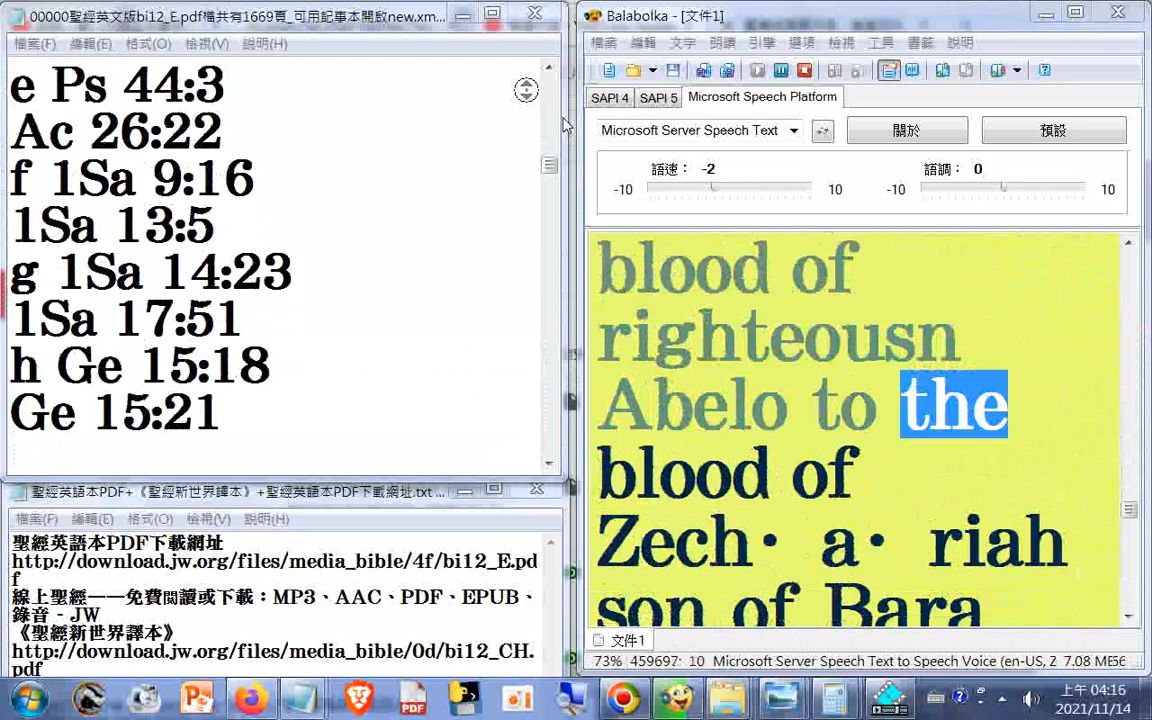 00000聖經英文版bi12_E.pdf檔共有1669頁_可用記事本開啟new.xm...
檔案(F) 編輯(E) 格式(O) 檢視(V) 說明(H)
e Ps 44:3
Ac 26:22
f 1Sa 9:16
1Sa 13:5
g 1Sa 14:23
1Sa 17:51
h Ge 15:18
Ge 15:21
聖經英語本PDF+《聖經新世界譯本》+聖經英語本PDF下載網址.txt ...
檔案(F) 編輯(E) 格式(O) 檢視(V) 說明(H)
聖經英語本PDF下載網址
http://download.jw.org/files/media_bible/4f/bi12_E.pd
f
線上聖經——免費閱讀或下載：MP3、AAC、PDF、EPUB、
錄音 - JW
《聖經新世界譯本》
http://download.jw.org/files/media_bible/0d/bi12_CH.
pdf
Balabolka - [文件1]
檔案 編輯 文字 朗讀 引擎 選項 檢視 工具 書籤 說明
SAPI 4 SAPI 5 Microsoft Speech Platform
Microsoft Server Speech Text 關於 預設
語速： -2 語調： 0
-10 10 -10 10
blood of
righteousn
Abelo to the
blood of
Zech· a· riah
son of Bara
文件1
73% 459697: 10 Microsoft Server Speech Text to Speech Voice (en-US, Z 7.08 ME56
上午 04:16
2021/11/14